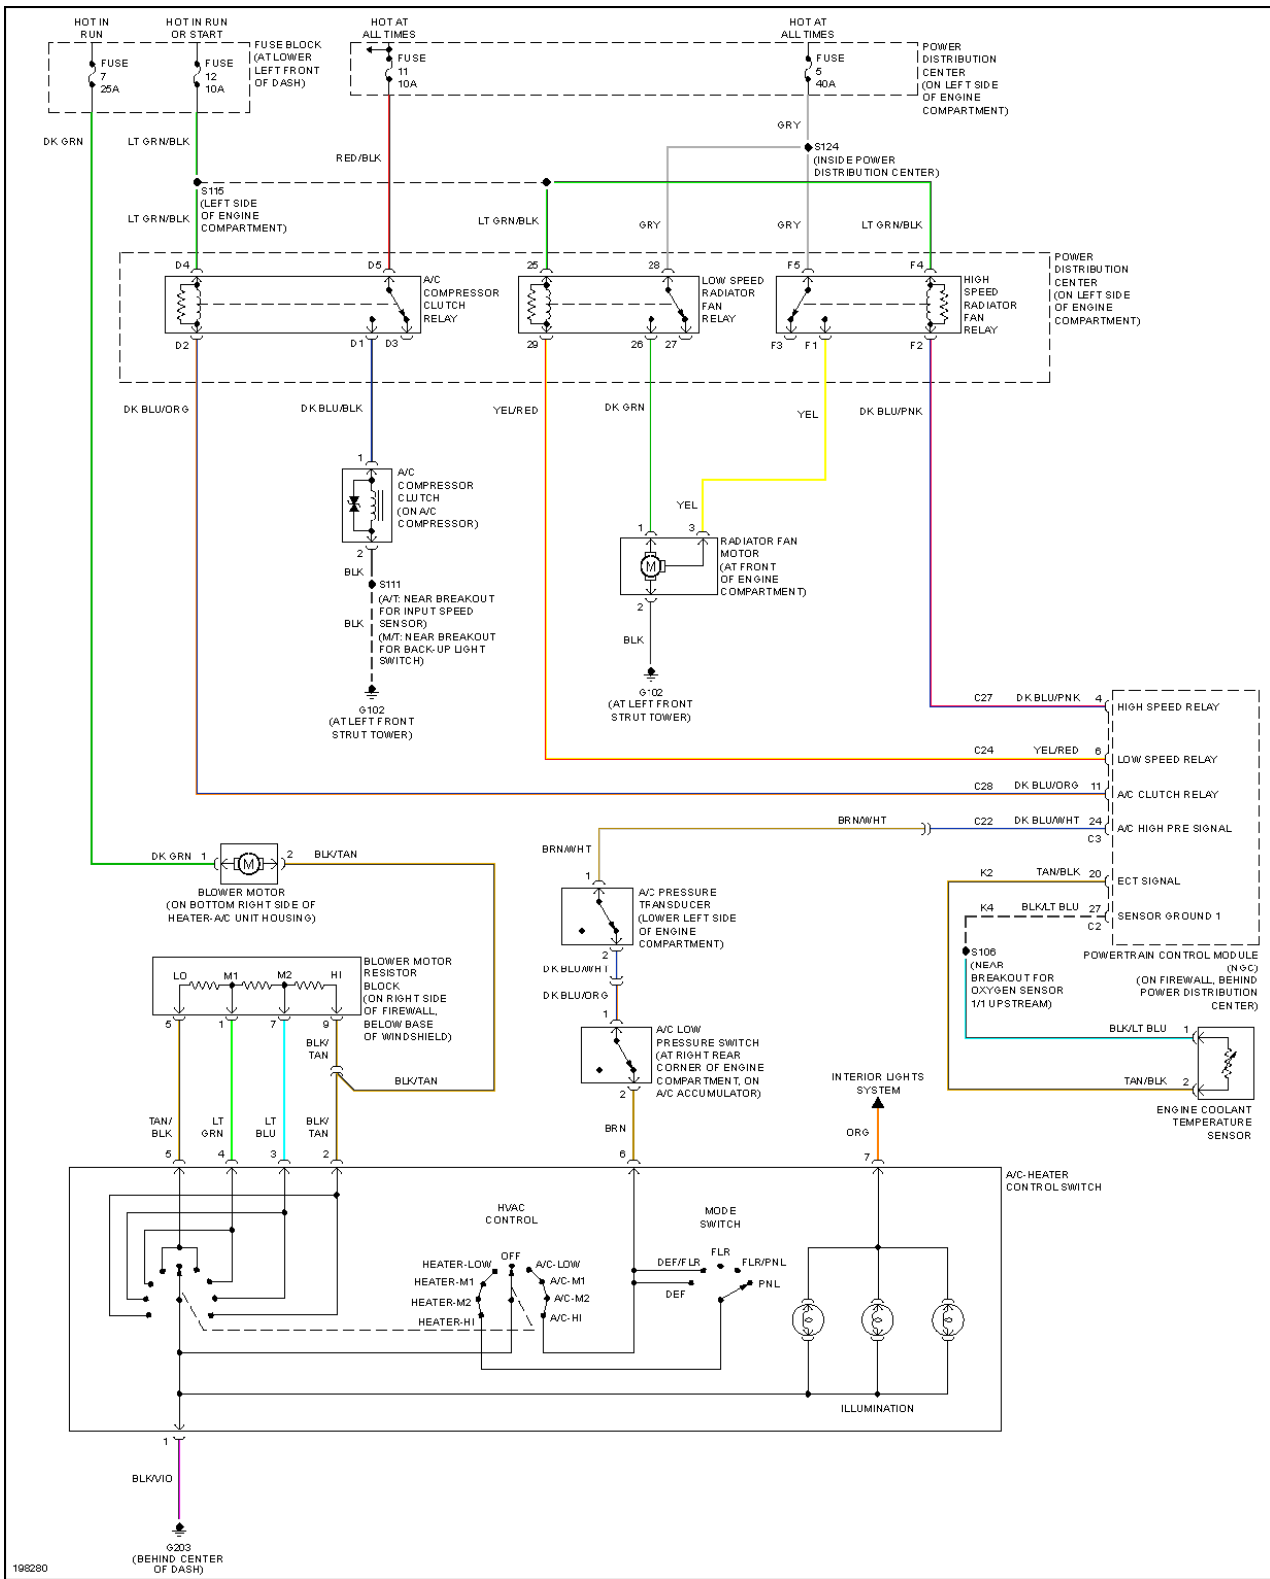 HOT IN
RUN
HOT IN RUN
OR START
HOT AT
ALL TIMES
HOT AT
ALL TIMES
FUSE
7
25A
FUSE
12
10A
FUSE BLOCK
(AT LOWER
LEFT FRONT
OF DASH)
FUSE
11
10A
FUSE
5
40A
POWER
DISTRIBUTION
CENTER
(ON LEFT SIDE
OF ENGINE
COMPARTMENT)
DK GRN
LT GRN/BLK
RED/BLK
GRY
S124
(INSIDE POWER
DISTRIBUTION CENTER)
S115
(LEFT SIDE
OF ENGINE
COMPARTMENT)
LT GRN/BLK
LT GRN/BLK
GRY
GRY
LT GRN/BLK
D4
D5
25
28
F5
F4
A/C
COMPRESSOR
CLUTCH
RELAY
LOW SPEED
RADIATOR
FAN
RELAY
HIGH
SPEED
RADIATOR
FAN
RELAY
POWER
DISTRIBUTION
CENTER
(ON LEFT SIDE
OF ENGINE
COMPARTMENT)
D2
D1
D3
29
26
27
F3
F1
F2
DK BLU/ORG
DK BLU/BLK
YEL/RED
DK GRN
YEL
DK BLU/PNK
1
A/C
COMPRESSOR
CLUTCH
(ON A/C
COMPRESSOR)
2
BLK
S111
(A/T: NEAR BREAKOUT
FOR INPUT SPEED
SENSOR)
(M/T: NEAR BREAKOUT
FOR BACK-UP LIGHT
SWITCH)
BLK
G102
(AT LEFT FRONT
STRUT TOWER)
YEL
1
3
M
RADIATOR FAN
MOTOR
(AT FRONT
OF ENGINE
COMPARTMENT)
2
BLK
G102
(AT LEFT FRONT
STRUT TOWER)
C27 DK BLU/PNK 4 HIGH SPEED RELAY
C24 YEL/RED 6 LOW SPEED RELAY
C28 DK BLU/ORG 11 A/C CLUTCH RELAY
BRN/WHT C22 DK BLU/WHT 24 A/C HIGH PRE SIGNAL
C3
K2 TAN/BLK 20 ECT SIGNAL
K4 BLK/LT BLU 27 SENSOR GROUND 1
C2
POWERTRAIN CONTROL MODULE
(NGC)
(ON FIREWALL, BEHIND
POWER DISTRIBUTION
CENTER)
S106
(NEAR
BREAKOUT FOR
OXYGEN SENSOR
1/1 UPSTREAM)
BLK/LT BLU 1
TAN/BLK 2
ENGINE COOLANT
TEMPERATURE
SENSOR
DK GRN 1
M
2 BLK/TAN
BLOWER MOTOR
(ON BOTTOM RIGHT SIDE OF
HEATER-A/C UNIT HOUSING)
BRN/WHT
1
A/C PRESSURE
TRANSDUCER
(LOWER LEFT SIDE
OF ENGINE
COMPARTMENT)
2
DK BLU/WHT
DK BLU/ORG
1
A/C LOW
PRESSURE SWITCH
(AT RIGHT REAR
CORNER OF ENGINE
COMPARTMENT, ON
A/C ACCUMULATOR)
2
BRN
6
LO M1 M2 HI
BLOWER MOTOR
RESISTOR
BLOCK
(ON RIGHT SIDE
OF FIREWALL,
BELOW BASE
OF WINDSHIELD)
5 1 7 9
BLK/
TAN
BLK/TAN
TAN/
BLK
LT
GRN
LT
BLU
BLK/
TAN
5 4 3 2
INTERIOR LIGHTS
SYSTEM
ORG
7
A/C-HEATER
CONTROL SWITCH
HVAC
CONTROL
OFF
HEATER-LOW
HEATER-M1
HEATER-M2
HEATER-HI
A/C-LOW
A/C-M1
A/C-M2
A/C-HI
MODE
SWITCH
DEF/FLR
FLR
FLR/PNL
DEF
PNL
ILLUMINATION
1
BLK/VIO
G203
(BEHIND CENTER
OF DASH)
198280